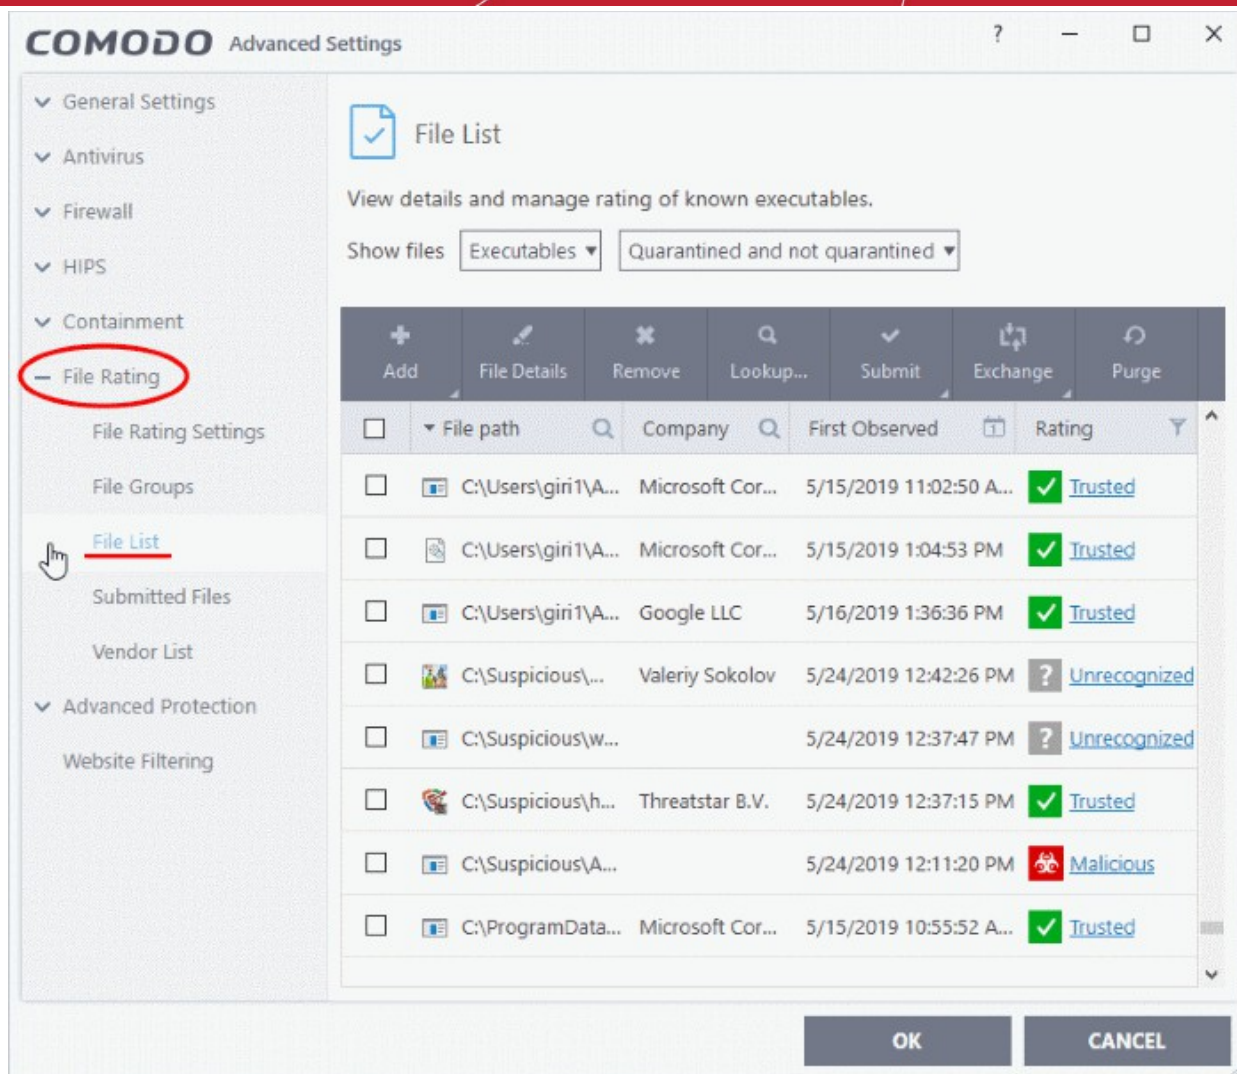 COMODO Advanced Settings
?
General Settings
Antivirus
Firewall
HIPS
Containment
File Rating
File Rating Settings
File Groups
File List
Submitted Files
Vendor List
Advanced Protection
Website Filtering
File List
View details and manage rating of known executables.
Show files Executables Quarantined and not quarantined
Add File Details Remove Lookup... Submit Exchange Purge
File path Company First Observed 1 Rating
C:\Users\giri1\A... Microsoft Cor... 5/15/2019 11:02:50 A... Trusted
C:\Users\giri1\A... Microsoft Cor... 5/15/2019 1:04:53 PM Trusted
C:\Users\giri1\A... Google LLC 5/16/2019 1:36:36 PM Trusted
C:\Suspicious\... Valeriy Sokolov 5/24/2019 12:42:26 PM ? Unrecognized
C:\Suspicious\w... 5/24/2019 12:37:47 PM ? Unrecognized
C:\Suspicious\h... Threatstar B.V. 5/24/2019 12:37:15 PM Trusted
C:\Suspicious\A... 5/24/2019 12:11:20 PM Malicious
C:\ProgramData... Microsoft Cor... 5/15/2019 10:55:52 A... Trusted
OK CANCEL